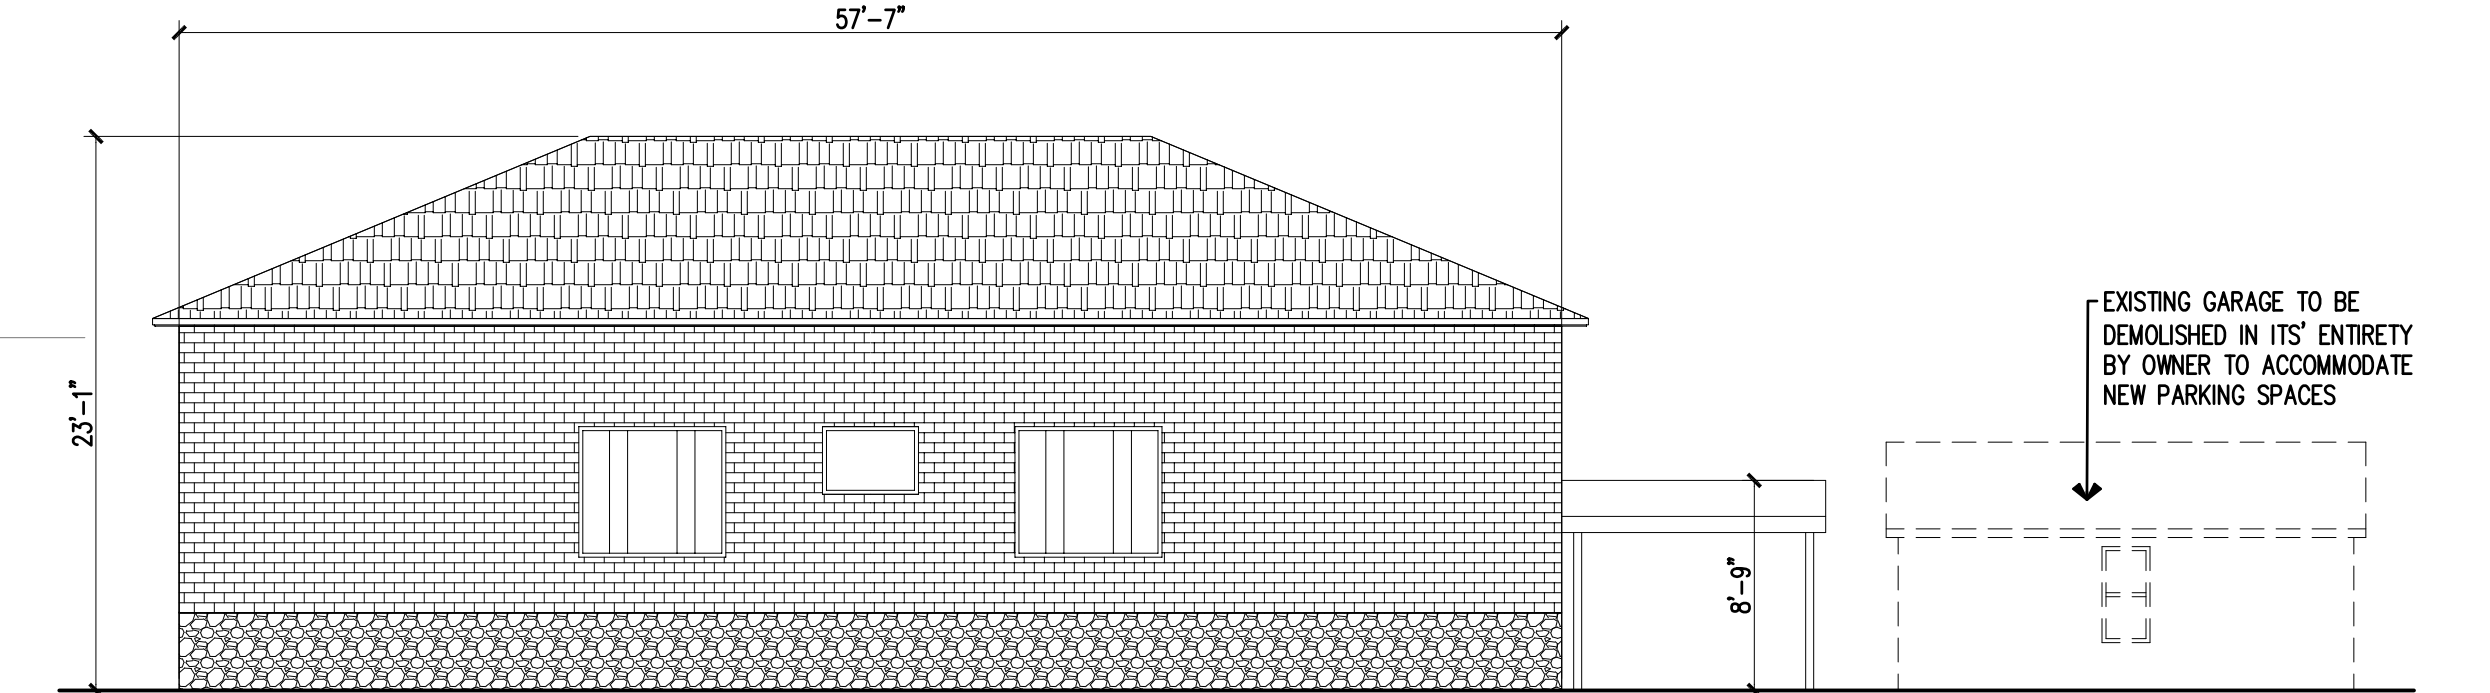 57'-7"
23'-1"
EXISTING GARAGE TO BE
DEMOLISHED IN ITS' ENTIRETY
BY OWNER TO ACCOMMODATE
NEW PARKING SPACES
8'-9"